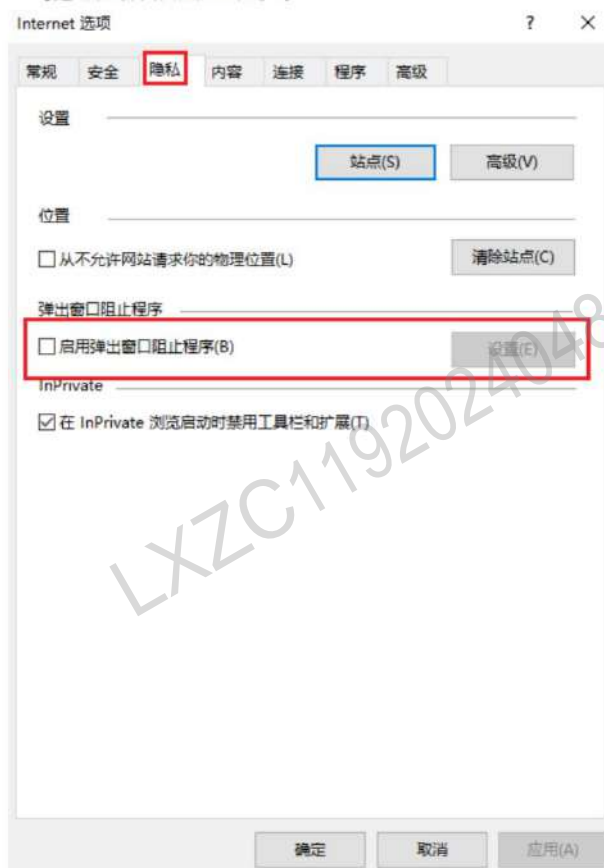 Internet 选项
?
×
常规 安全 隐私 内容 连接 程序 高级
设置
站点(S) 高级(V)
位置
从不允许网站请求你的物理位置(L) 清除站点(C)
弹出窗口阻止程序
启用弹出窗口阻止程序(B) 设置(E)
InPrivate
在 InPrivate 浏览启动时禁用工具栏和扩展(T)
LXZC1192024048
确定 取消 应用(A)